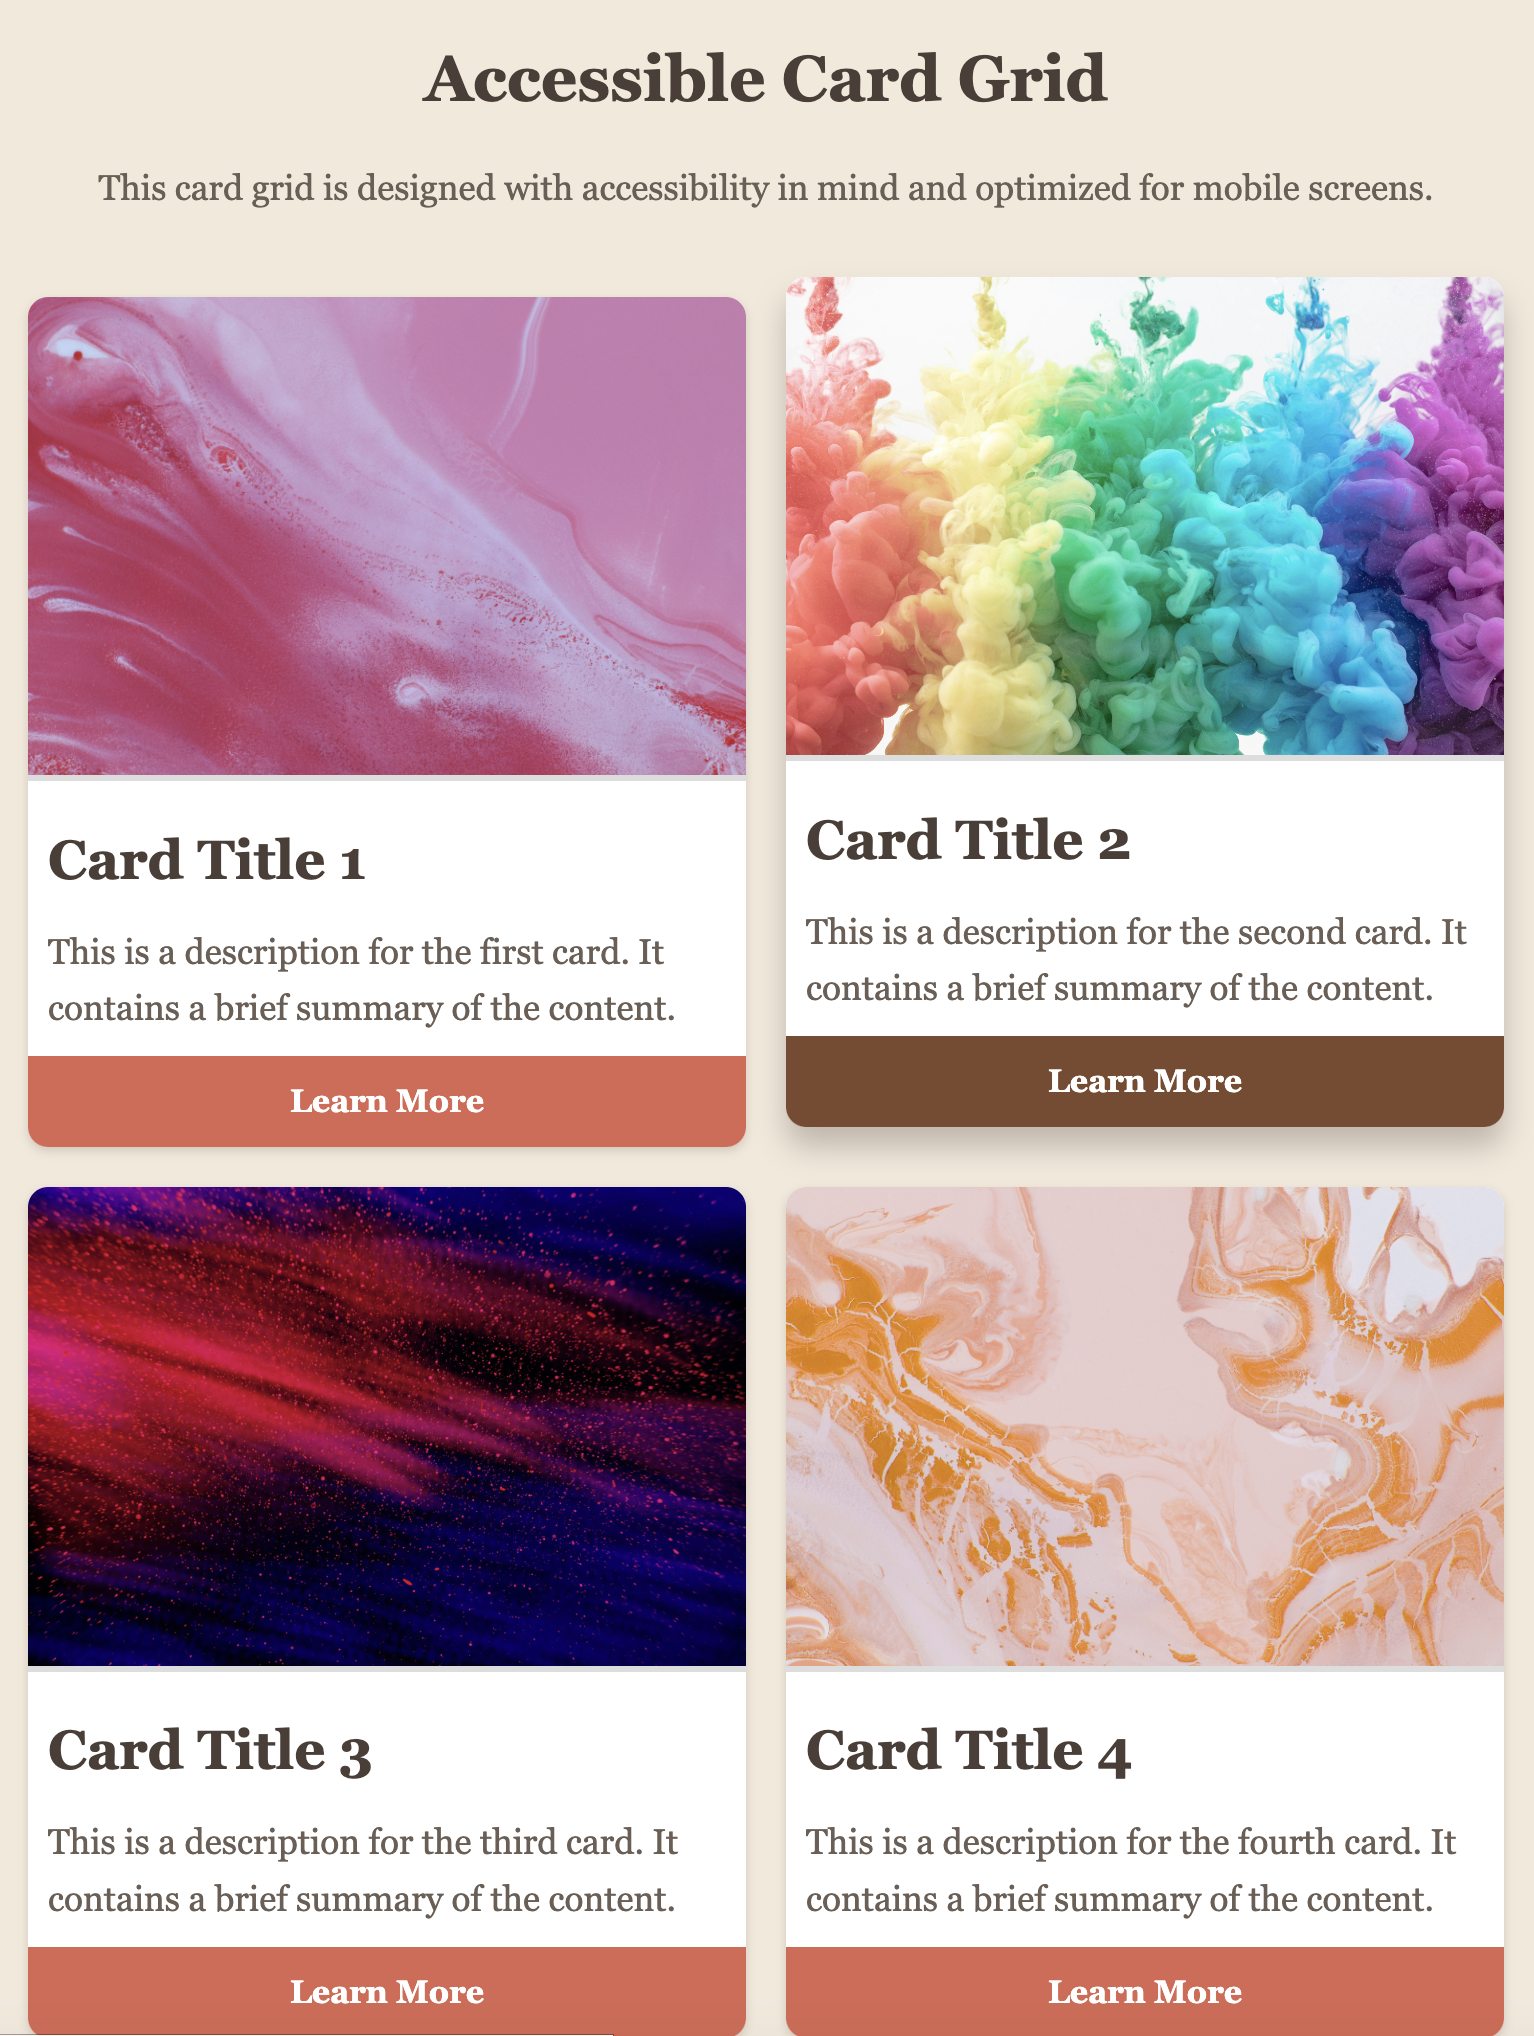 Accessible Card Grid
This card grid is designed with accessibility in mind and optimized for mobile screens.
Card Title 1
This is a description for the first card. It
contains a brief summary of the content.
Learn More
Card Title 2
This is a description for the second card. It
contains a brief summary of the content.
Learn More
Card Title 3
This is a description for the third card. It
contains a brief summary of the content.
Learn More
Card Title 4
This is a description for the fourth card. It
contains a brief summary of the content.
Learn More